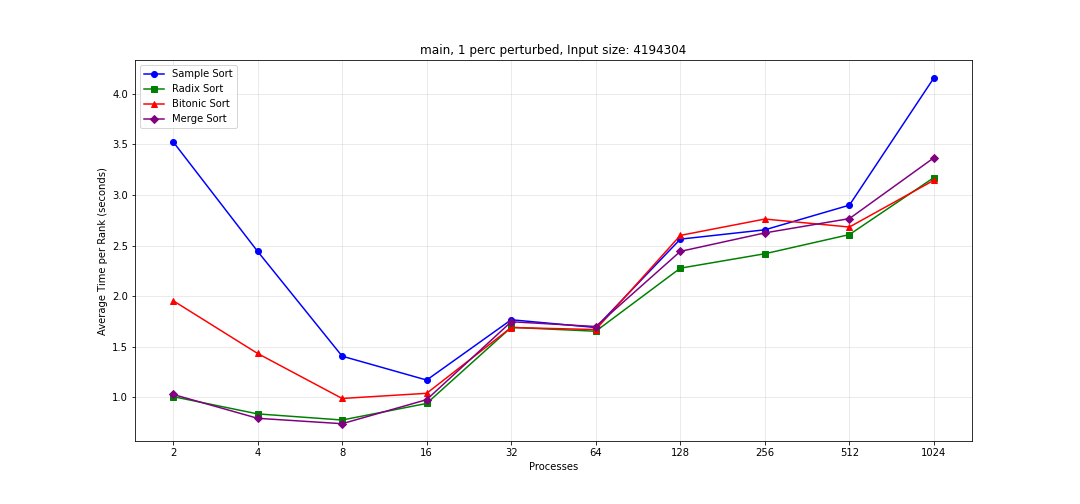 main, 1 perc perturbed, Input size: 4194304
Sample Sort
Radix Sort
Bitonic Sort
Merge Sort
Average Time per Rank (seconds)
4.0
3.5
3.0
2.5
2.0
1.5
1.0
2 4 8 16 32 64 128 256 512 1024
Processes